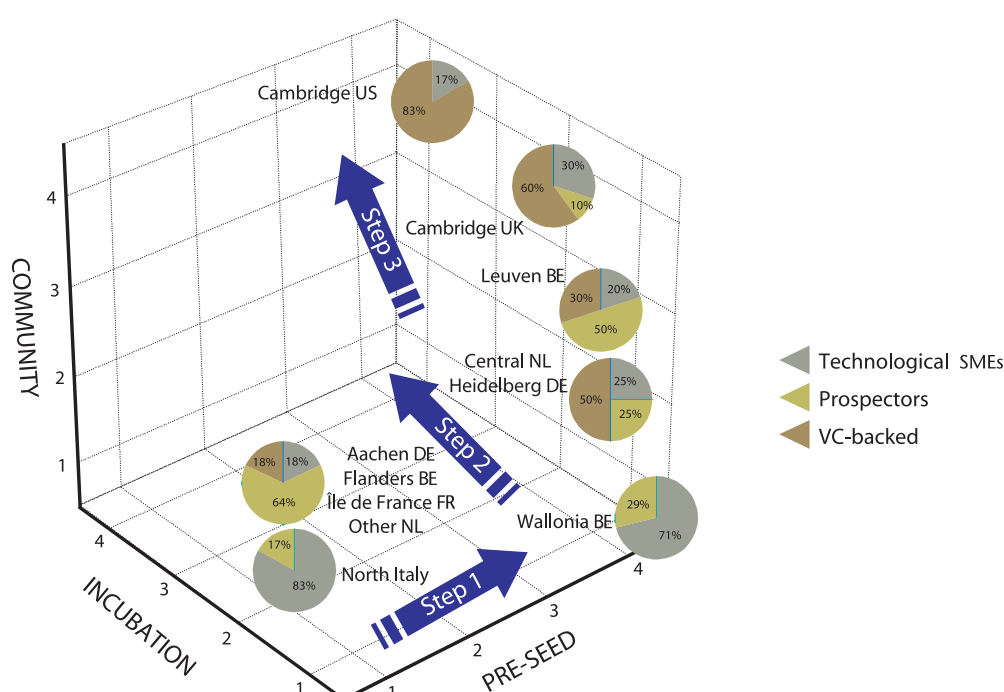 Cambridge US
17%
83%
30%
60%
10%
Cambridge UK
Step 3
Leuven BE
20%
30%
50%
Central NL
Heidelberg DE
25%
50%
25%
Step 2
Aachen DE
Flanders BE
Île de France FR
Other NL
18%
18%
64%
Wallonia BE
29%
71%
North Italy
17%
83%
Step 1
COMMUNITY
4
3
2
1
INCUBATION
4
3
2
1
PRE-SEED
1
2
3
4
Technological SMEs
Prospectors
VC-backed